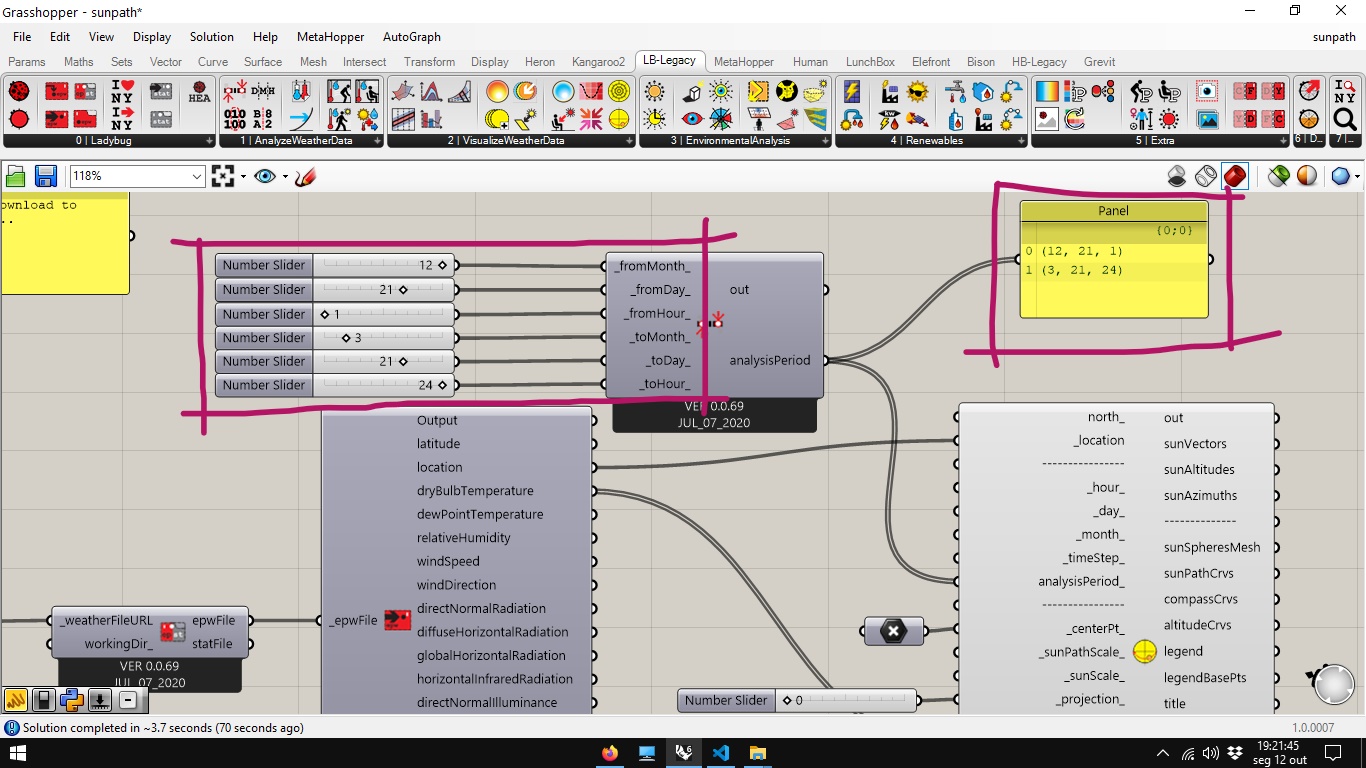 Grasshopper - sunpath*
File Edit View Display Solution Help MetaHopper AutoGraph sunpath
Params Maths Sets Vector Curve Surface Mesh Intersect Transform Display Heron Kangaroo2 LB-Legacy MetaHopper Human LunchBox Elefront Bison HB-Legacy Grevit
0 | Ladybug 1 | AnalyzeWeatherData 2 | VisualizeWeatherData 3 | EnvironmentalAnalysis 4 | Renewables 5 | Extra 6 | D... 7 |...
118%
ownload to
..
Panel
{0;0}
0 (12, 21, 1)
1 (3, 21, 24)
Number Slider 12
Number Slider 21
Number Slider 1
Number Slider 3
Number Slider 21
Number Slider 24
_fromMonth_
_fromDay_
_fromHour_
_toMonth_
_toDay_
_toHour_
out
analysisPeriod
VER 0.0.69
JUL_07_2020
Output
latitude
location
dryBulbTemperature
dewPointTemperature
relativeHumidity
windSpeed
windDirection
directNormalRadiation
diffuseHorizontalRadiation
globalHorizontalRadiation
horizontalInfraredRadiation
directNormalIlluminance
_epwFile
_weatherFileURL epwFile
workingDir_ statFile
VER 0.0.69
JUL_07_2020
Number Slider 0
north_
_location
----------------
_hour_
_day_
_month_
_timeStep_
analysisPeriod_
----------------
_centerPt_
_sunPathScale_
_sunScale_
_projection_
out
sunVectors
sunAltitudes
sunAzimuths
--------------
sunSpheresMesh
sunPathCrvs
compassCrvs
altitudeCrvs
legend
legendBasePts
title
Solution completed in ~3.7 seconds (70 seconds ago) 1.0.0007
19:21:45
seg 12 out